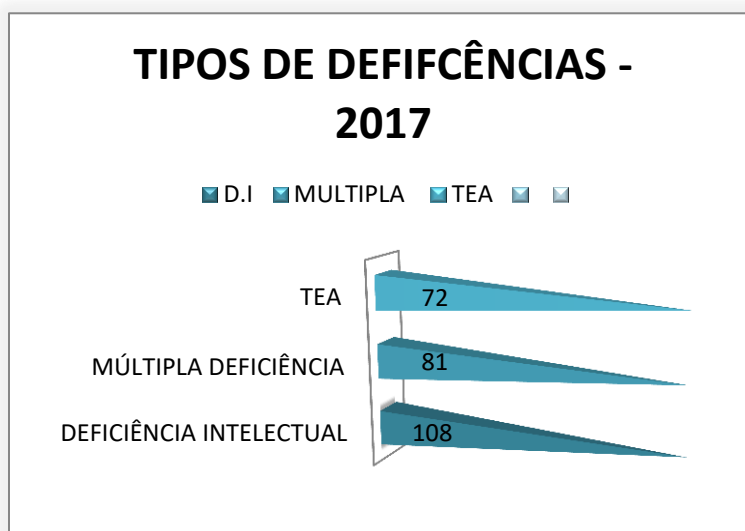 TIPOS DE DEFIFCÊNCIAS -
2017
D.I MULTIPLA TEA
TEA 72
MÚLTIPLA DEFICIÊNCIA 81
DEFICIÊNCIA INTELECTUAL 108